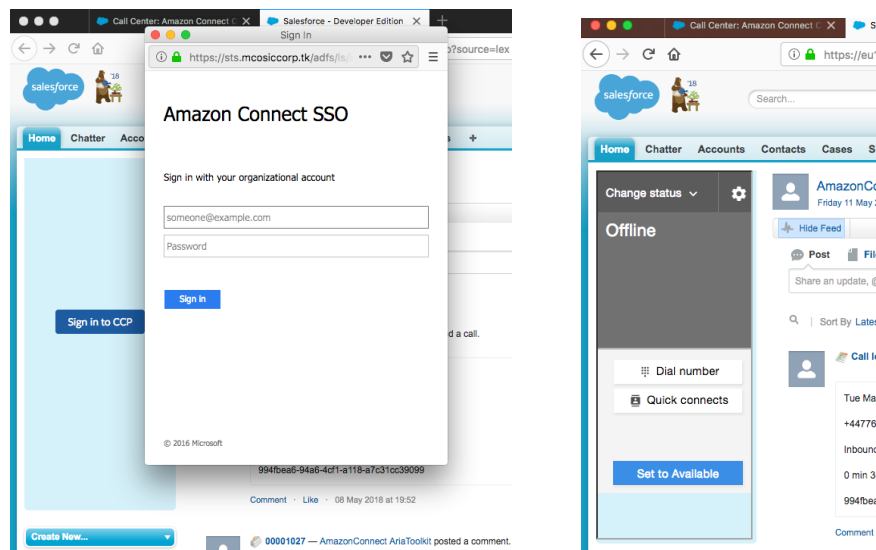 Call Center: Amazon Connect C
Salesforce - Developer Edition
Sign In
https://sts.mcosiccorp.tk/adfs/ls/
o?source=lex
salesforce
'18
Home Chatter Acco
s +
Amazon Connect SSO
Sign in with your organizational account
someone@example.com
Password
Sign in
Sign in to CCP
d a call.
© 2016 Microsoft
994fbea6-94a6-4cf1-a118-a7c31cc39099
Comment · Like · 08 May 2018 at 19:52
Create New...
00001027 — AmazonConnect AriaToolkit posted a comment.
Call Center: Amazon Connect C
S
https://eu
salesforce
'18
Search...
Home Chatter Accounts Contacts Cases S
Change status
Offline
AmazonCo
Friday 11 May 2
Hide Feed
Post Fil
Share an update, @
Sort By Lates
Dial number
Quick connects
Set to Available
Call l
Tue Ma
+44776
Inbound
0 min 3
994fbea
Comment